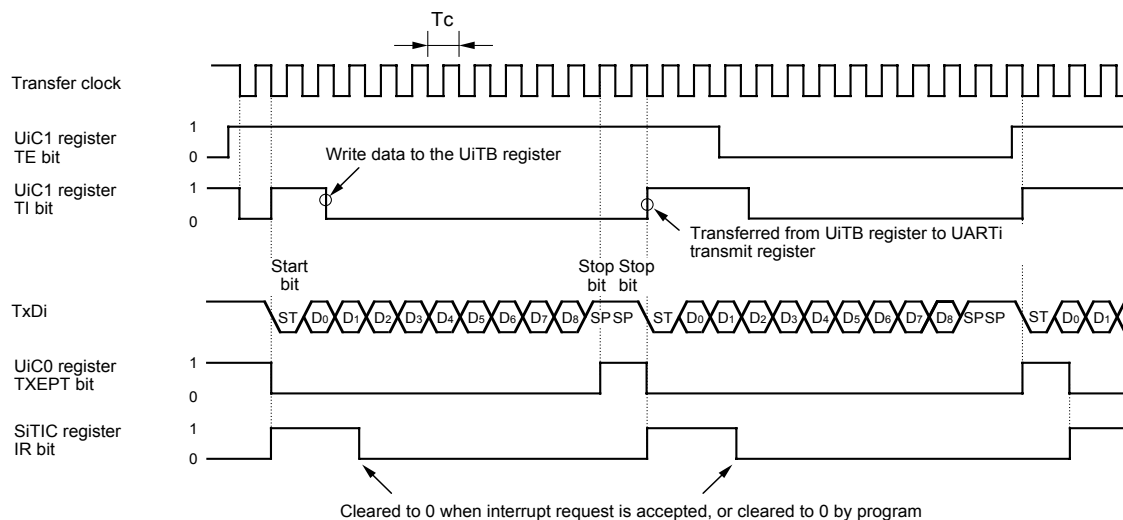 Tc
Transfer clock
UiC1 register
TE bit
1
0
Write data to the UiTB register
UiC1 register
TI bit
1
0
Transferred from UiTB register to UARTi
transmit register
Start
bit
Stop Stop
bit bit
TxDi
ST D0 D1 D2 D3 D4 D5 D6 D7 D8 SPSP ST D0 D1 D2 D3 D4 D5 D6 D7 D8 SPSP ST D0 D1
UiC0 register
TXEPT bit
1
0
SiTIC register
IR bit
1
0
Cleared to 0 when interrupt request is accepted, or cleared to 0 by program